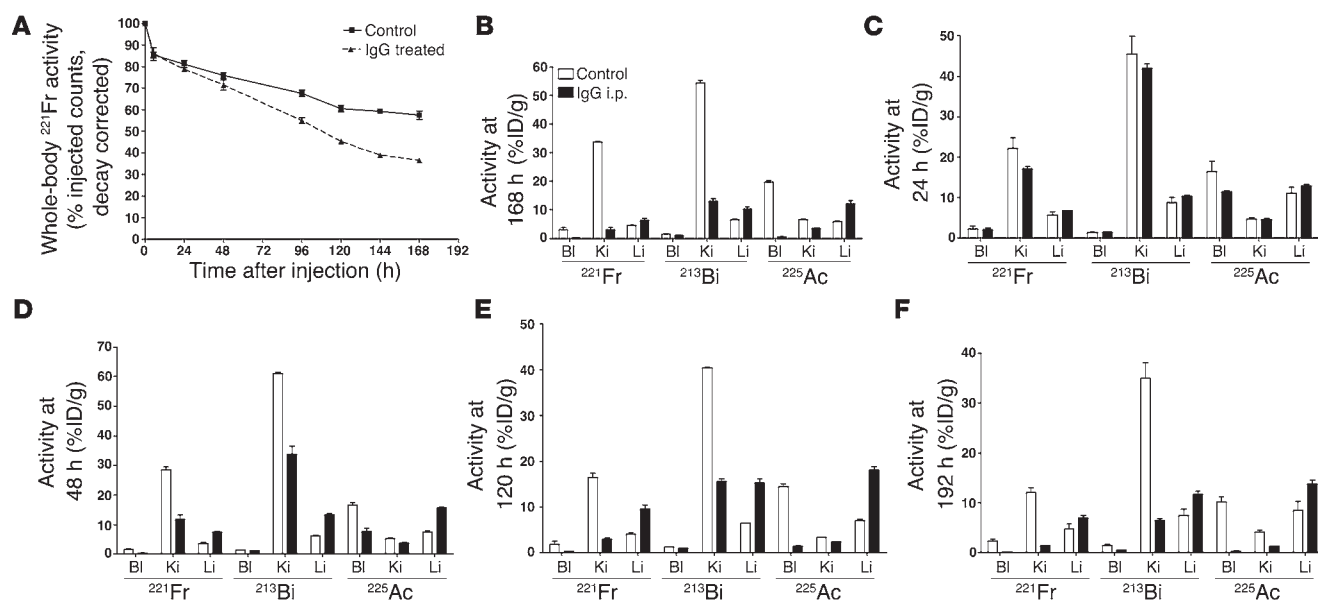 A
Whole-body ²²¹Fr activity
(% injected counts,
decay corrected)
100
90
80
70
60
50
40
30
20
10
0
Control
IgG treated
0 24 48 72 96 120 144 168 192
Time after injection (h)
B
Activity at
168 h (%ID/g)
60
50
40
30
20
10
0
Control
IgG i.p.
Bl Ki Li Bl Ki Li Bl Ki Li
²²¹Fr ²¹³Bi ²²⁵Ac
C
Activity at
24 h (%ID/g)
50
40
30
20
10
0
Bl Ki Li Bl Ki Li Bl Ki Li
²²¹Fr ²¹³Bi ²²⁵Ac
D
Activity at
48 h (%ID/g)
70
60
50
40
30
20
10
0
Bl Ki Li Bl Ki Li Bl Ki Li
²²¹Fr ²¹³Bi ²²⁵Ac
E
Activity at
120 h (%ID/g)
50
40
30
20
10
0
Bl Ki Li Bl Ki Li Bl Ki Li
²²¹Fr ²¹³Bi ²²⁵Ac
F
Activity at
192 h (%ID/g)
40
30
20
10
0
Bl Ki Li Bl Ki Li Bl Ki Li
²²¹Fr ²¹³Bi ²²⁵Ac